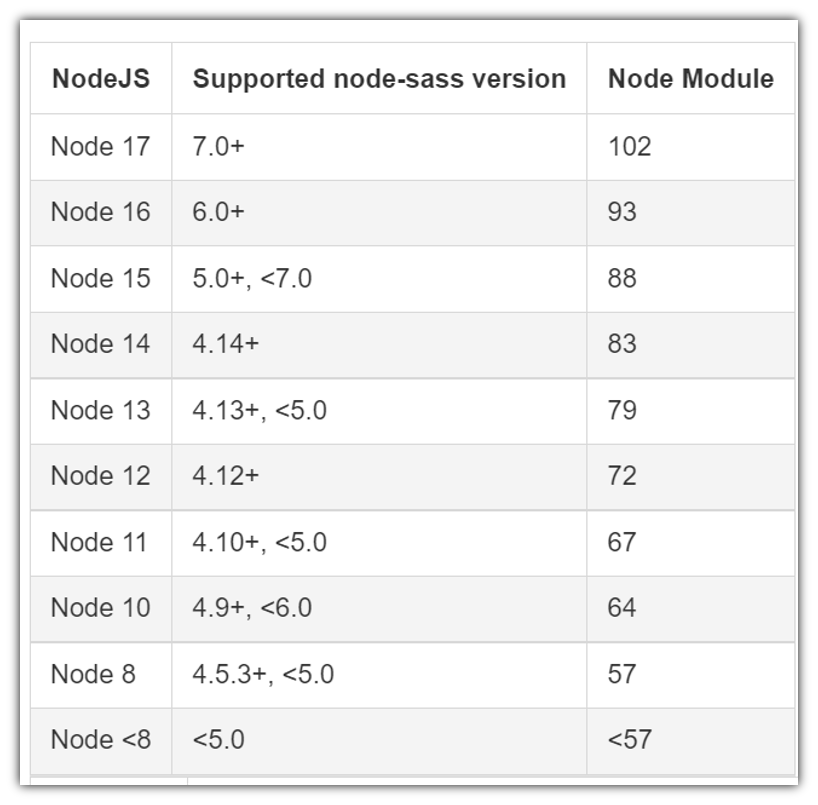 NodeJS Supported node-sass version Node Module
Node 17 7.0+ 102
Node 16 6.0+ 93
Node 15 5.0+, <7.0 88
Node 14 4.14+ 83
Node 13 4.13+, <5.0 79
Node 12 4.12+ 72
Node 11 4.10+, <5.0 67
Node 10 4.9+, <6.0 64
Node 8 4.5.3+, <5.0 57
Node <8 <5.0 <57